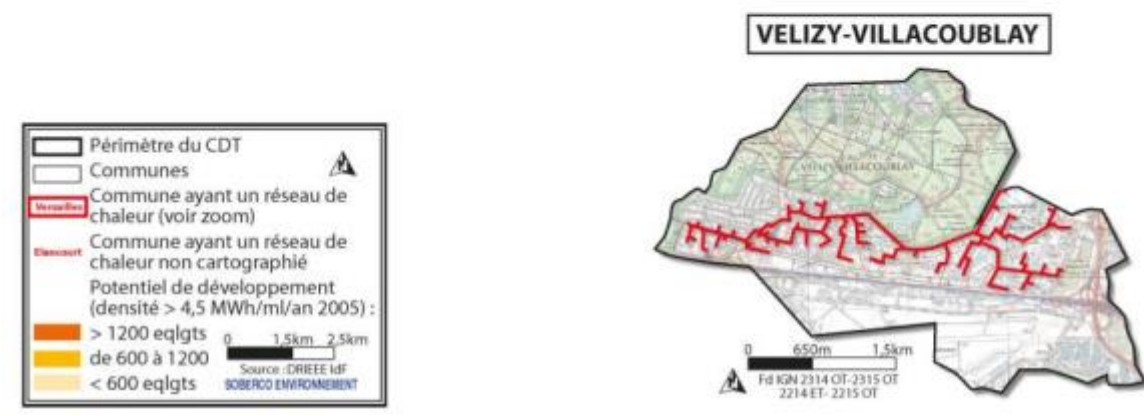 VELIZY-VILLACOUBLAY
Périmètre du CDT
Communes
Versailles
Commune ayant un réseau de
chaleur (voir zoom)
Elancourt
Commune ayant un réseau de
chaleur non cartographié
Potentiel de développement
(densité > 4,5 MWh/ml/an 2005) :
> 1200 eqlgts
de 600 à 1200
< 600 eqlgts
0 1,5km 2,5km
Source : DRIEE IdF
SOBERCO ENVIRONNEMENT
VELIZY-VILLACOUBLAY
0 650m 1,5km
Fd IGN 2314 OT-2315 OT
2214 ET- 2215 OT